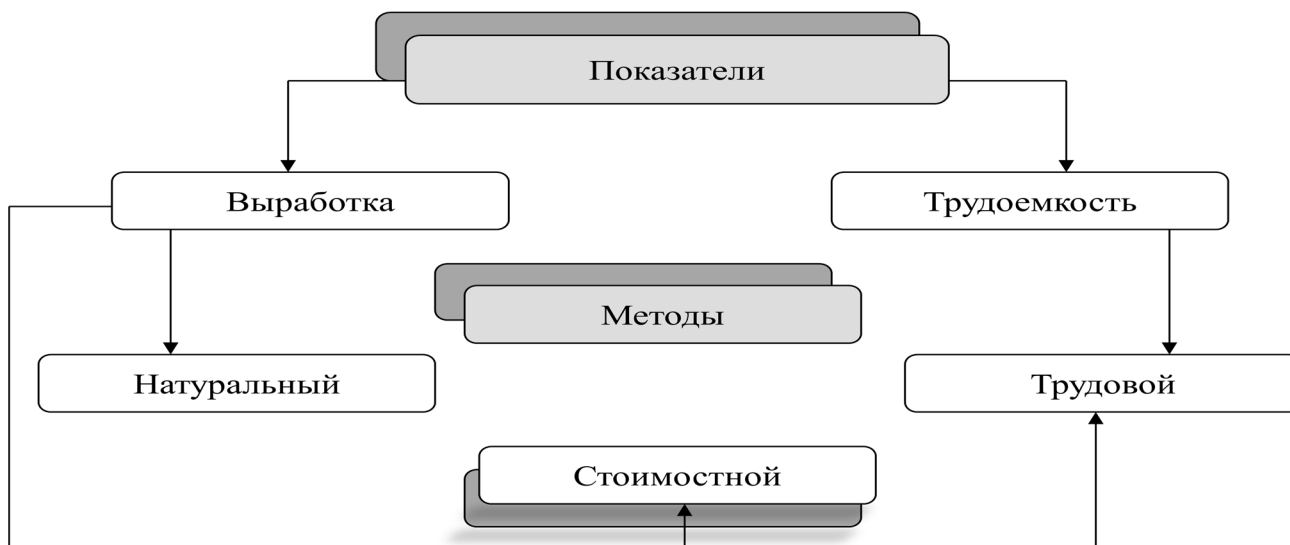 Показатели
Выработка
Трудоемкость
Методы
Натуральный
Трудовой
Стоимостной